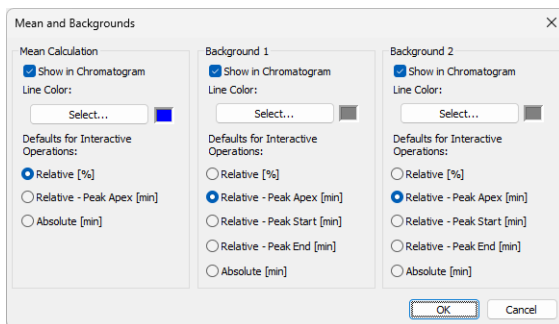 Mean and Backgrounds
Mean Calculation
Show in Chromatogram
Line Color:
Select...
Defaults for Interactive
Operations:
Relative [%]
Relative - Peak Apex [min]
Absolute [min]
Background 1
Show in Chromatogram
Line Color:
Select...
Defaults for Interactive
Operations:
Relative [%]
Relative - Peak Apex [min]
Relative - Peak Start [min]
Relative - Peak End [min]
Absolute [min]
Background 2
Show in Chromatogram
Line Color:
Select...
Defaults for Interactive
Operations:
Relative [%]
Relative - Peak Apex [min]
Relative - Peak Start [min]
Relative - Peak End [min]
Absolute [min]
OK
Cancel